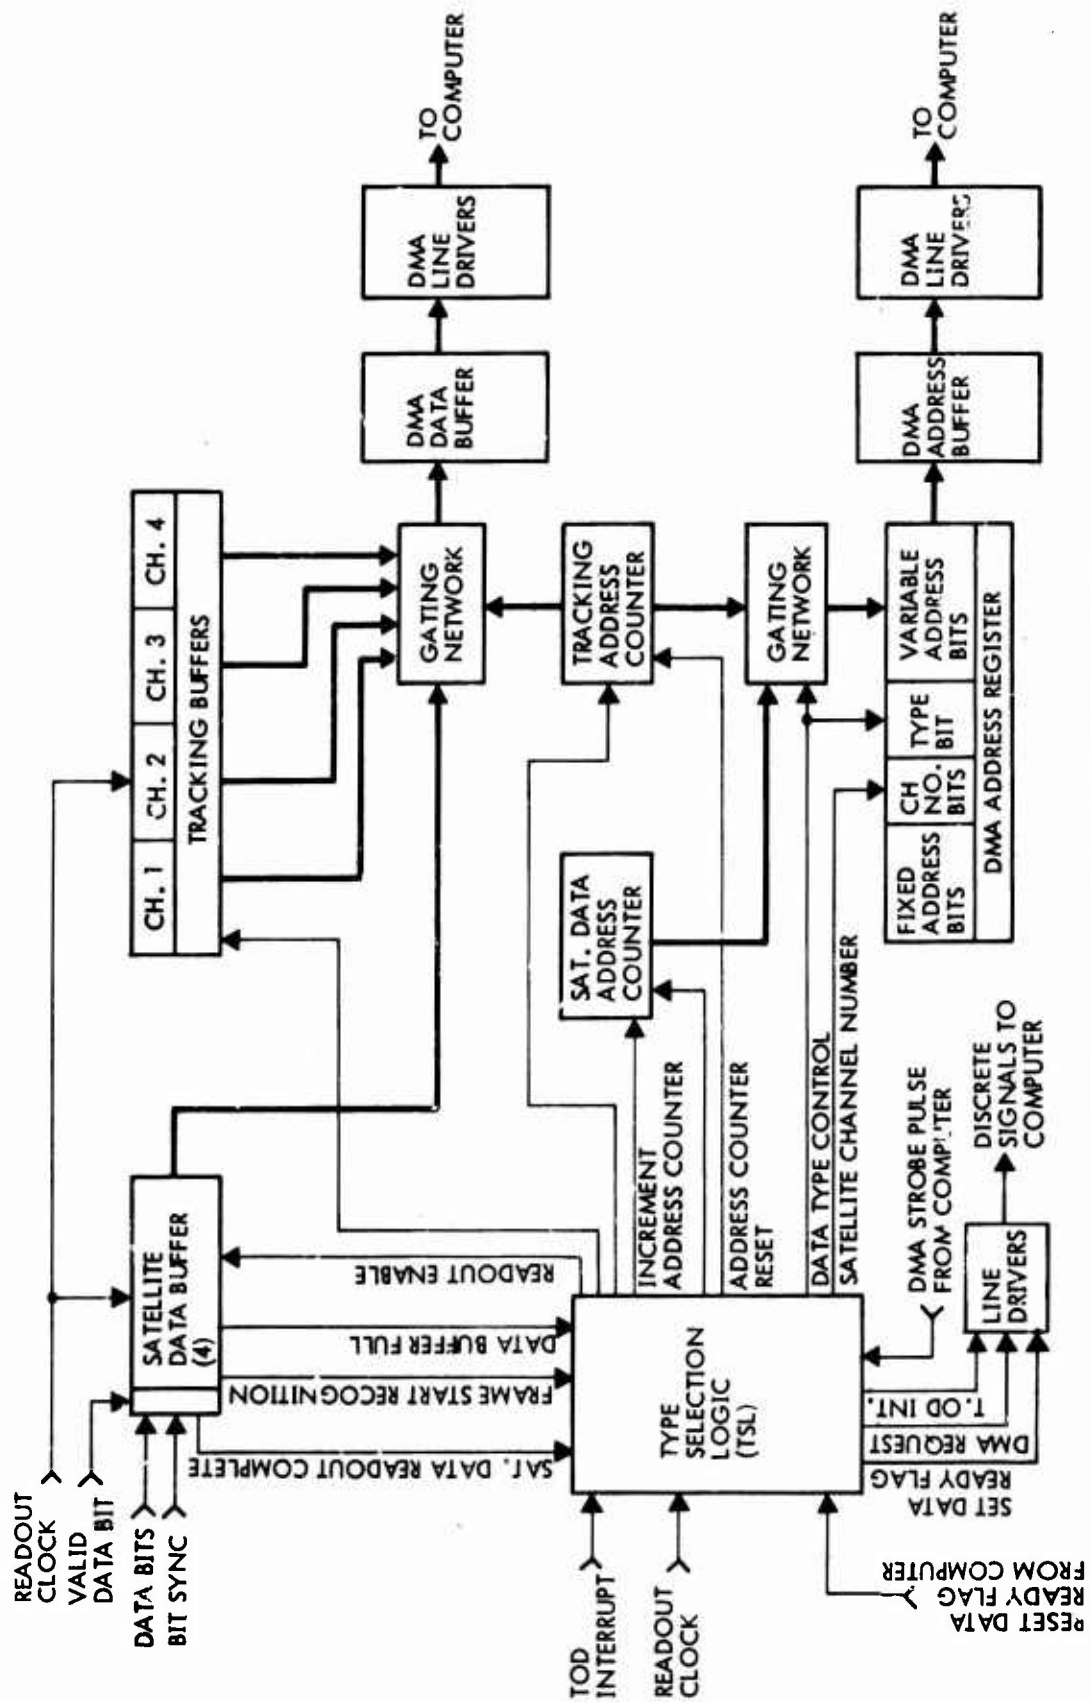 READOUT
CLOCK
VALID
DATA BIT
DATA BITS
BIT SYNC
SATELLITE
DATA BUFFER
(4)
CH. 1
CH. 2
CH. 3
CH. 4
TRACKING BUFFERS
GATING
NETWORK
DMA
DATA
BUFFER
DMA
LINE
DRIVERS
TO
COMPUTER
SAT. DATA READOUT COMPLETE
FRAME START RECOGNITION
DATA BUFFER FULL
READOUT ENABLE
TOD
INTERRUPT
READOUT
CLOCK
TYPE
SELECTION
LOGIC
(TSL)
INCREMENT
ADDRESS COUNTER
ADDRESS COUNTER
RESET
DATA TYPE CONTROL
SATELLITE CHANNEL NUMBER
SAT. DATA
ADDRESS
COUNTER
TRACKING
ADDRESS
COUNTER
GATING
NETWORK
FIXED
ADDRESS
BITS
CH
NO.
BITS
TYPE
BIT
VARIABLE
ADDRESS
BITS
DMA ADDRESS REGISTER
DMA
ADDRESS
BUFFER
DMA
LINE
DRIVERS
TO
COMPUTER
DMA STROBE PULSE
FROM COMPUTER
T.OD INT.
DMA REQUEST
SET DATA
READY FLAG
LINE
DRIVERS
DISCRETE
SIGNALS TO
COMPUTER
RESET DATA
READY FLAG
FROM COMPUTER